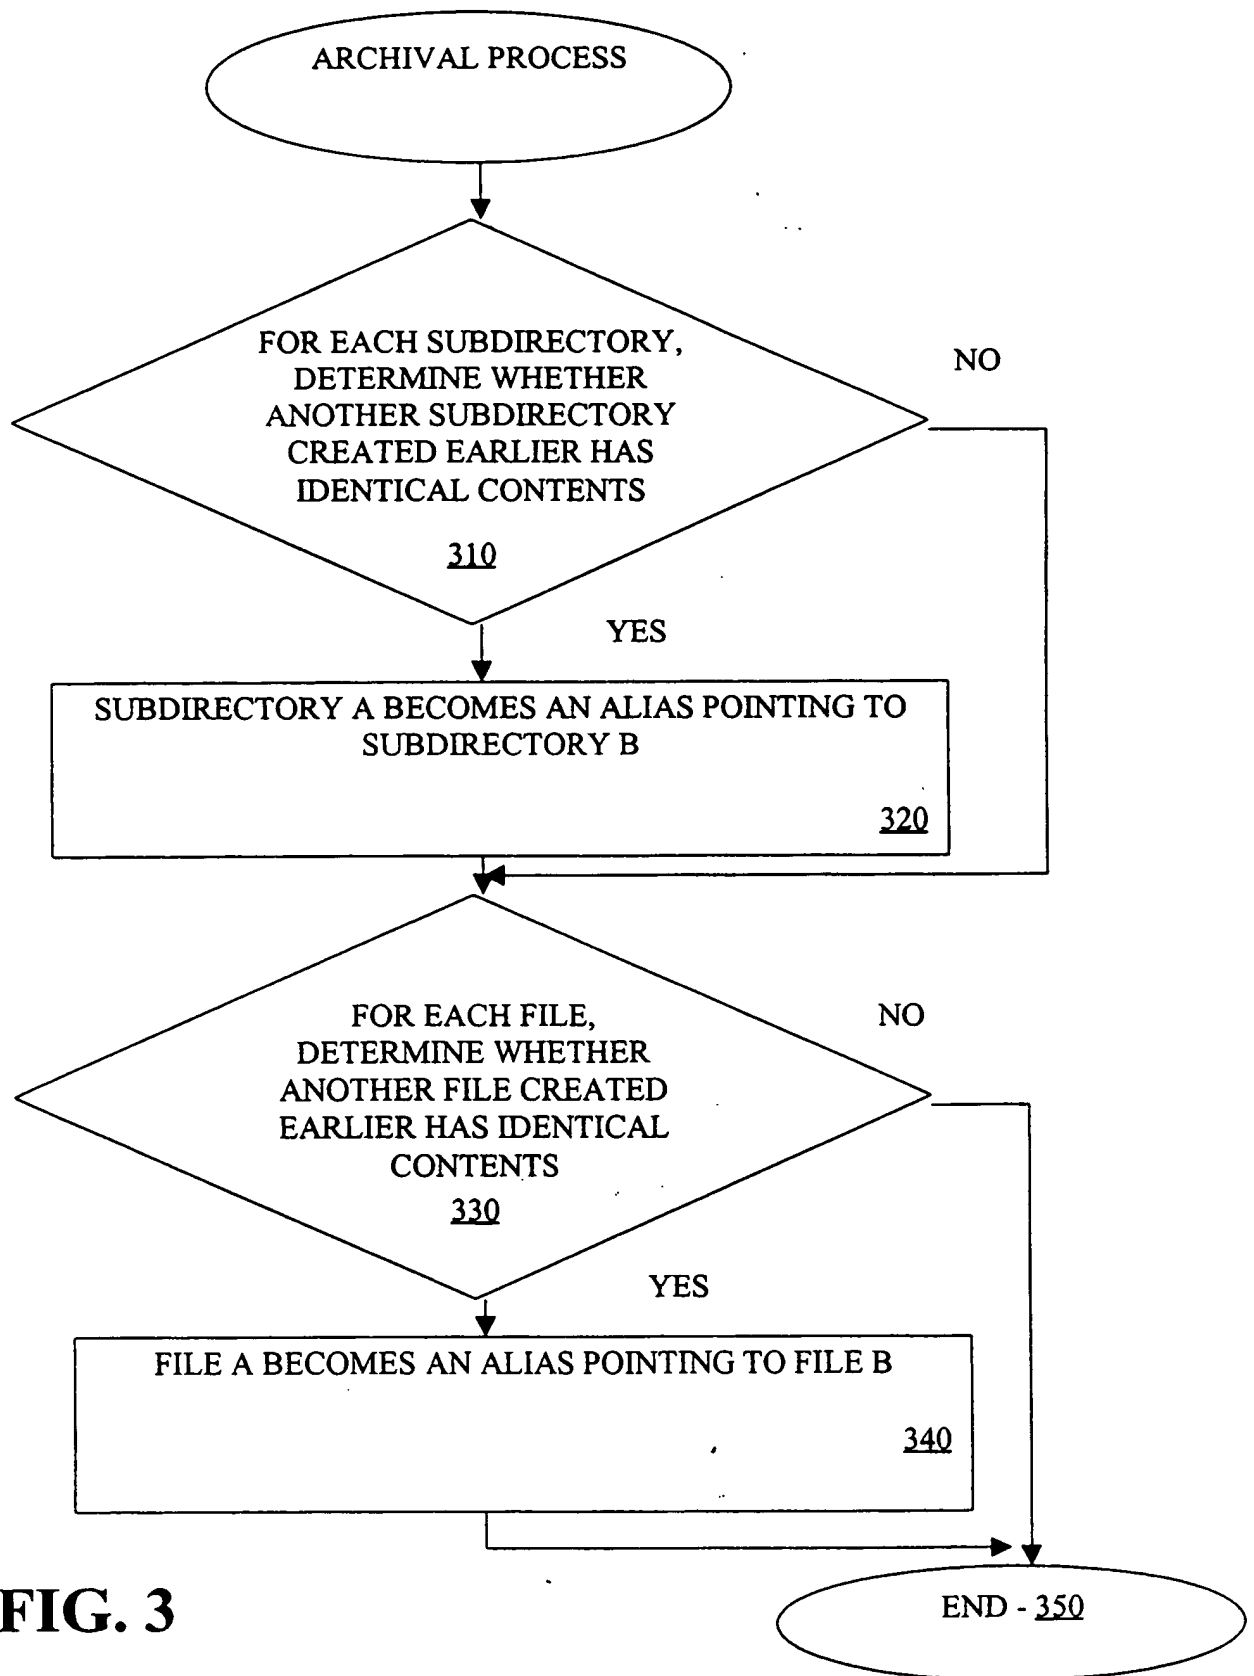 ARCHIVAL PROCESS
FOR EACH SUBDIRECTORY,
DETERMINE WHETHER
ANOTHER SUBDIRECTORY
CREATED EARLIER HAS
IDENTICAL CONTENTS
310
NO
YES
SUBDIRECTORY A BECOMES AN ALIAS POINTING TO
SUBDIRECTORY B
320
FOR EACH FILE,
DETERMINE WHETHER
ANOTHER FILE CREATED
EARLIER HAS IDENTICAL
CONTENTS
330
NO
YES
FILE A BECOMES AN ALIAS POINTING TO FILE B
340
END - 350
FIG. 3